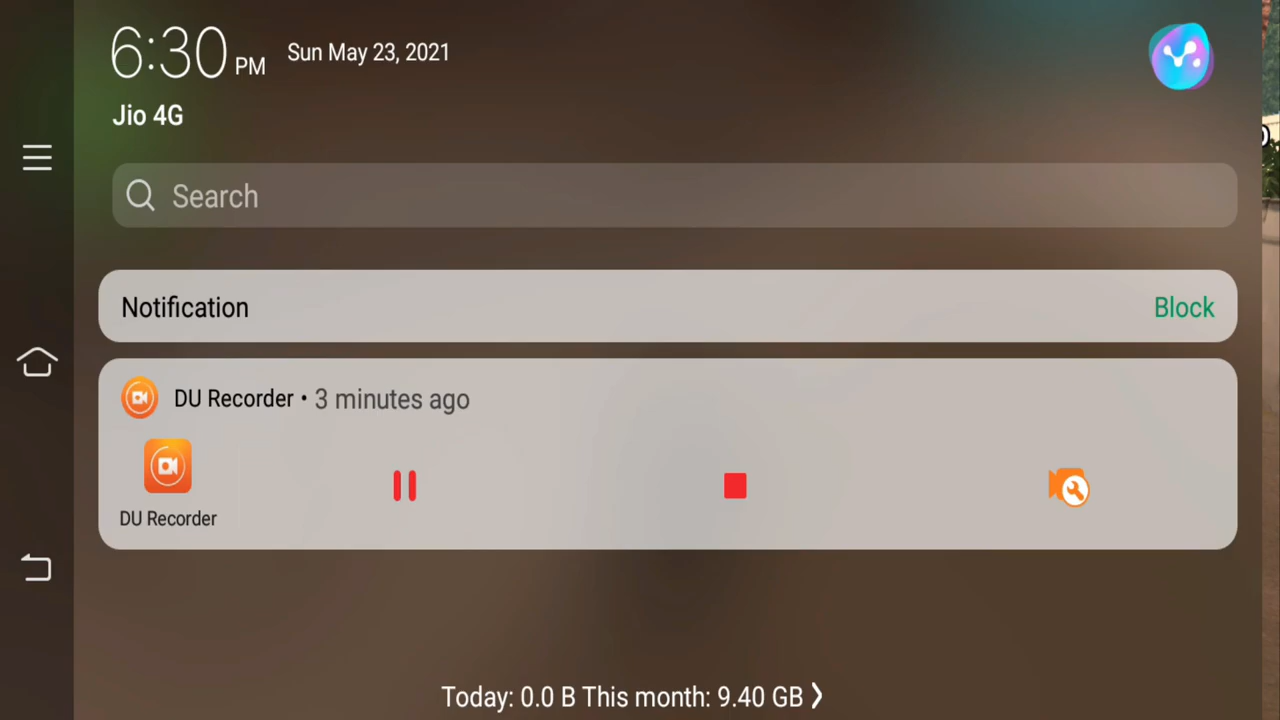 6:30 PM Sun May 23, 2021
Jio 4G
Search
Notification Block
DU Recorder • 3 minutes ago
DU Recorder
Today: 0.0 B This month: 9.40 GB ❯